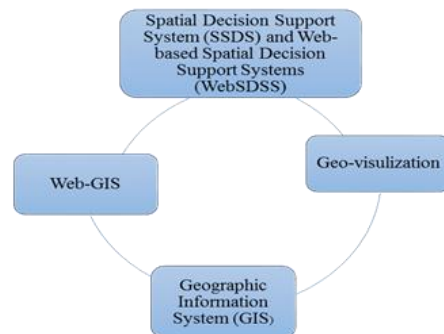 Spatial Decision Support
System (SSDS) and Web-
based Spatial Decision
Support Systems
(WebSDSS)
Geo-visulization
Web-GIS
Geographic
Information
System (GIS)